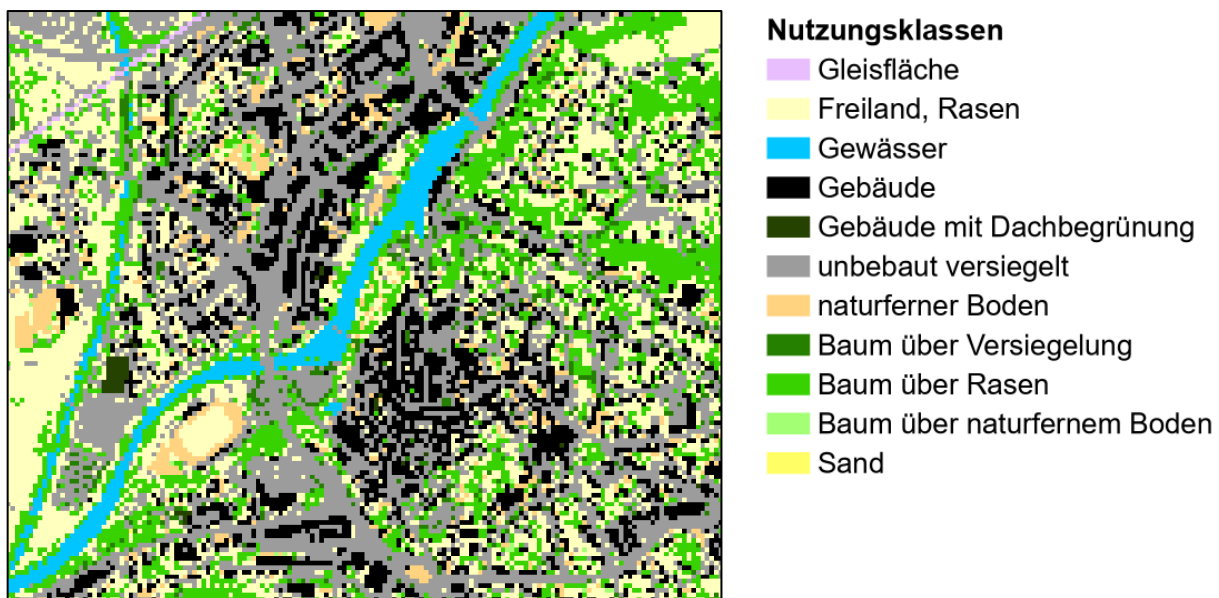 Nutzungsklassen
Gleisfläche
Freiland, Rasen
Gewässer
Gebäude
Gebäude mit Dachbegrünung
unbebaut versiegelt
naturferner Boden
Baum über Versiegelung
Baum über Rasen
Baum über naturfernem Boden
Sand